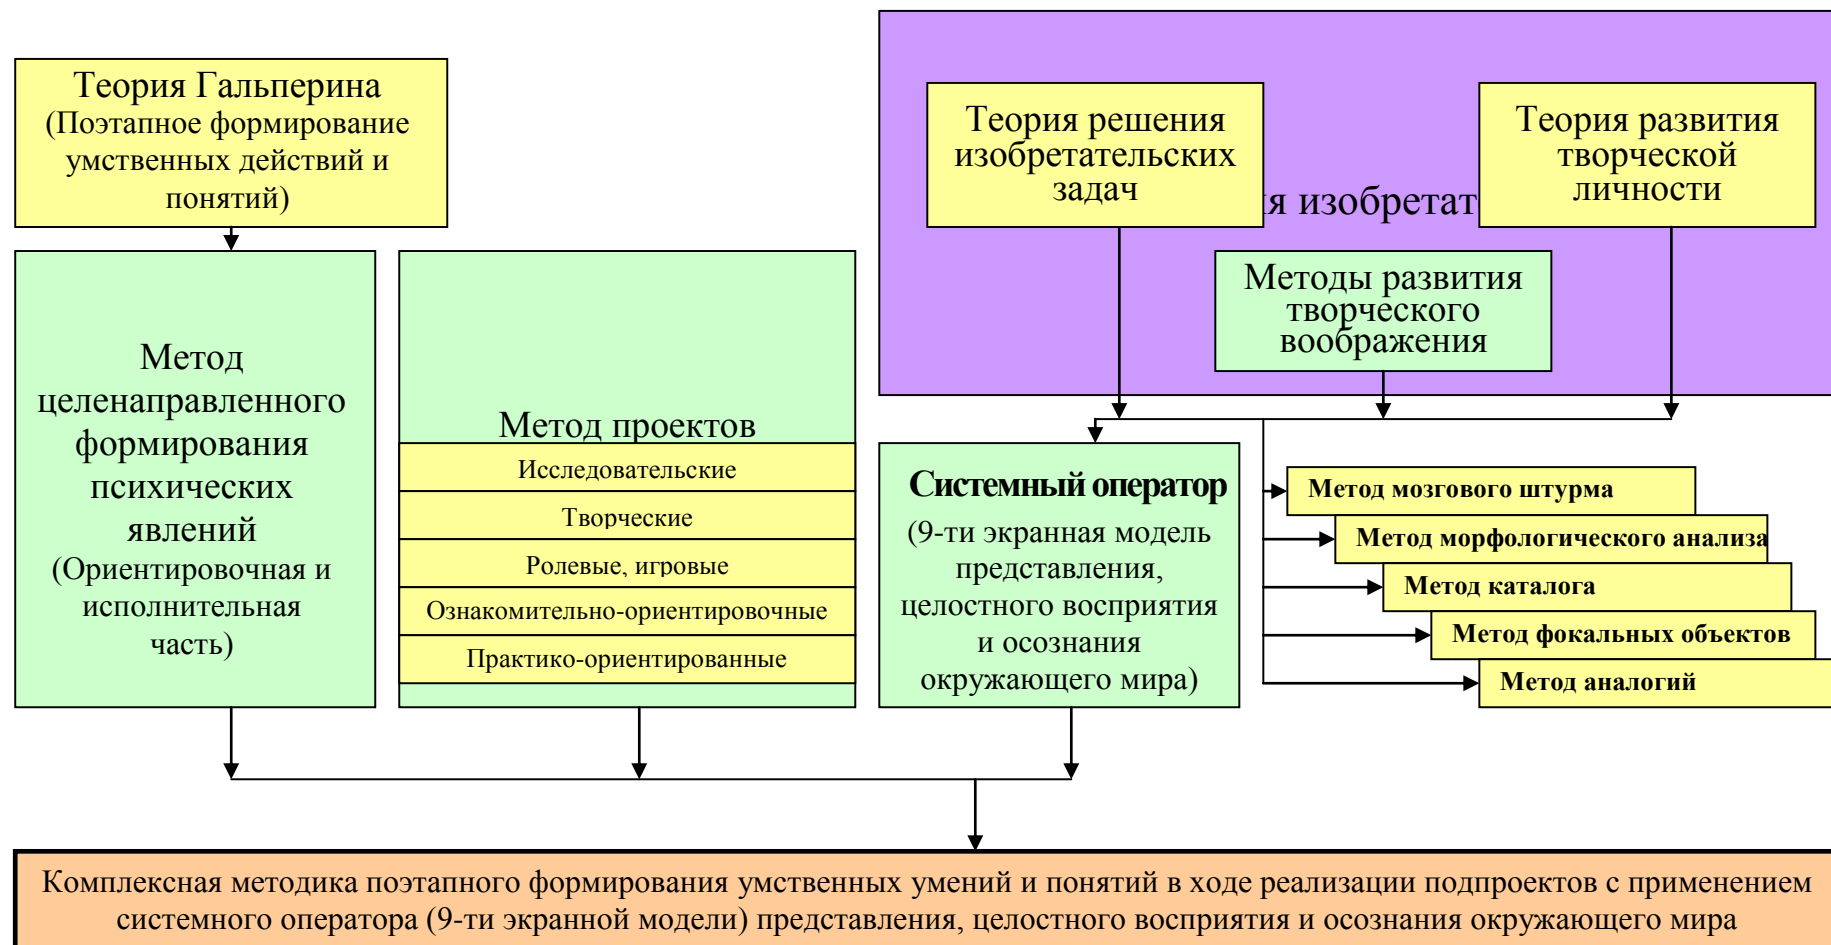 Теория Гальперина
(Поэтапное формирование
умственных действий и
понятий)
Теория решения
изобретательских
задач
Теория развития
творческой
личности
изобретат
Методы развития
творческого
воображения
Метод
целенаправленного
формирования
психических
явлений
(Ориентировочная и
исполнительная
часть)
Метод проектов
Исследовательские
Творческие
Ролевые, игровые
Ознакомительно-ориентировочные
Практико-ориентированные
Системный оператор
(9-ти экранная модель
представления,
целостного восприятия
и осознания
окружающего мира)
Метод мозгового штурма
Метод морфологического анализа
Метод каталога
Метод фокальных объектов
Метод аналогий
Комплексная методика поэтапного формирования умственных умений и понятий в ходе реализации подпроектов с применением
системного оператора (9-ти экранной модели) представления, целостного восприятия и осознания окружающего мира